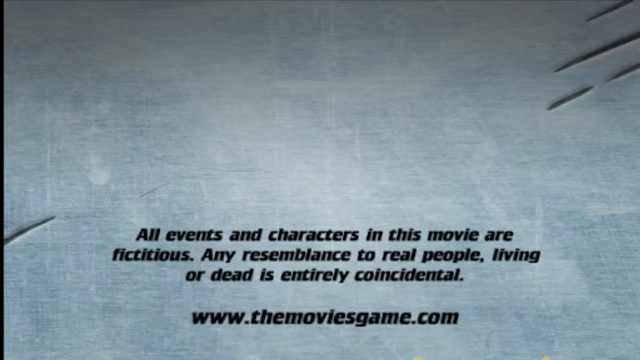 All events and characters in this movie are
fictitious. Any resemblance to real people, living
or dead is entirely coincidental.
www.themoviesgame.com